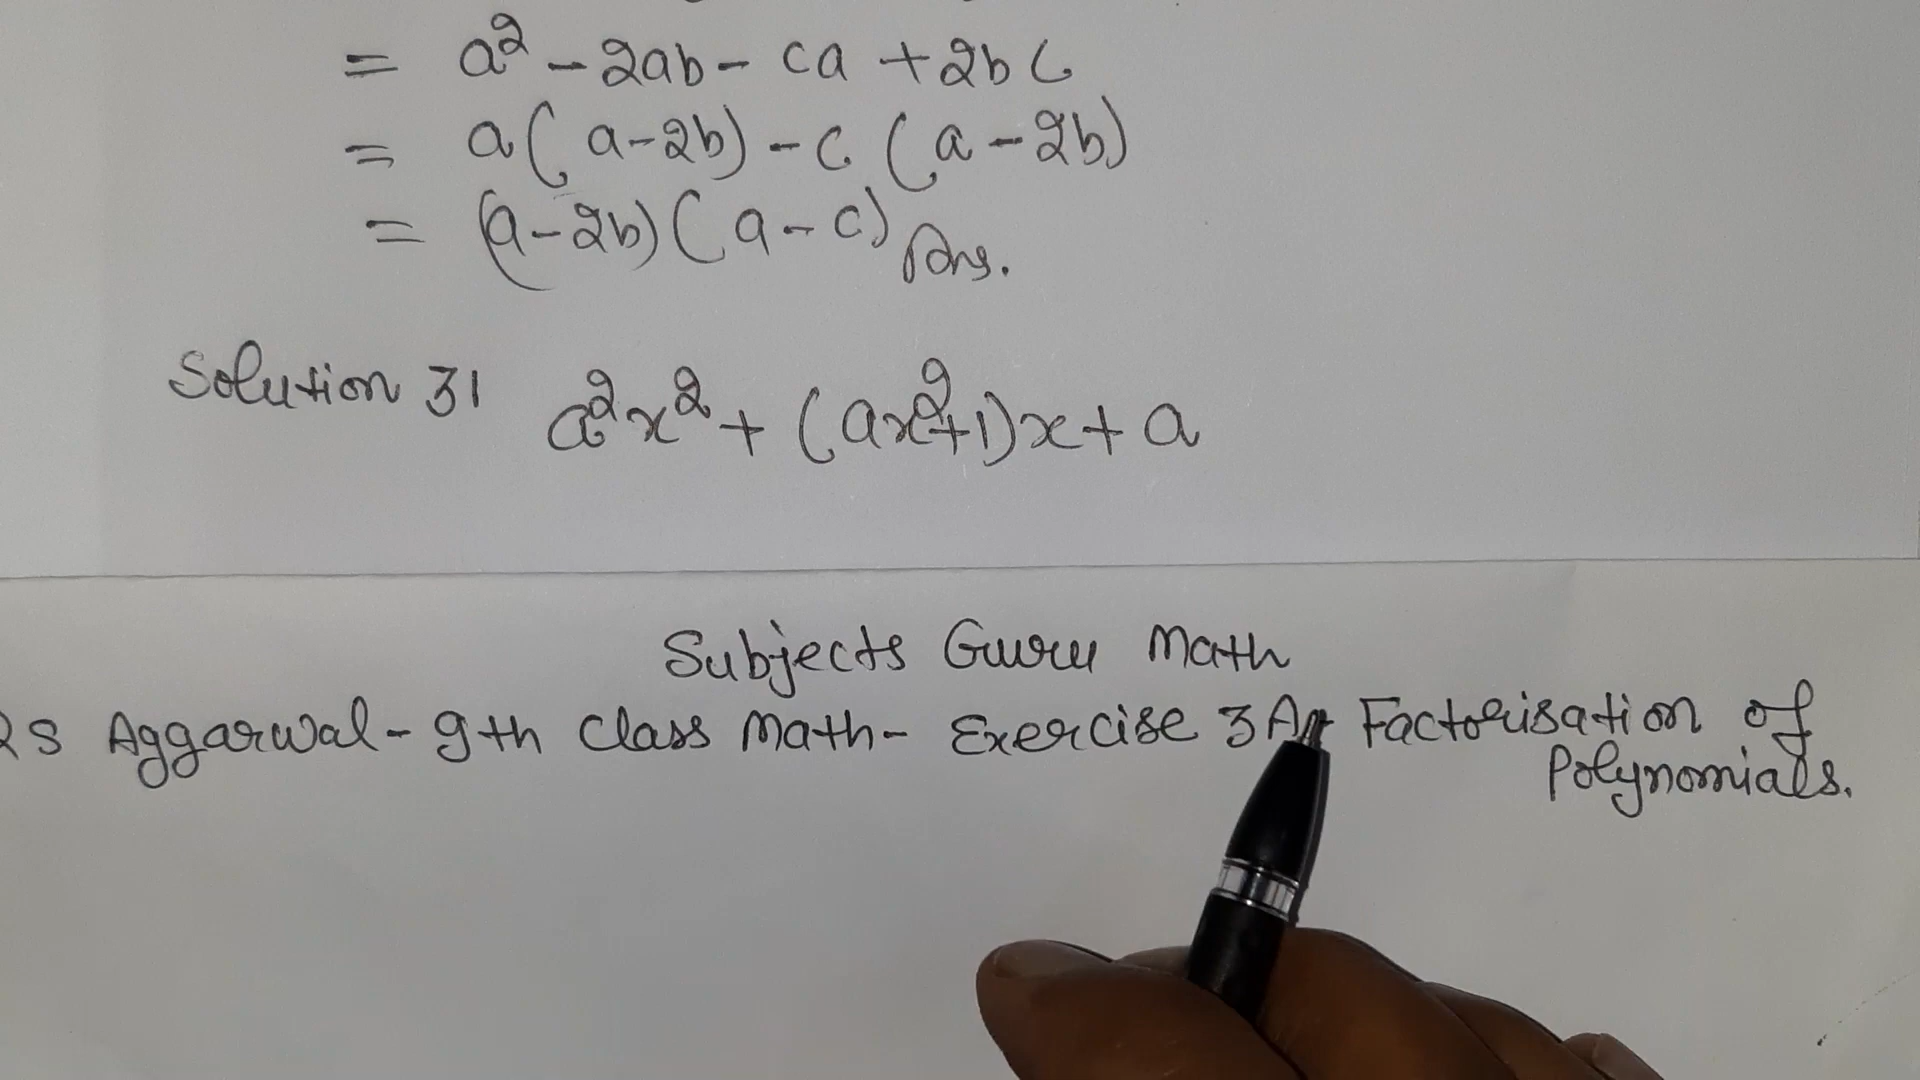 = a² - 2ab - ca + 2bc
= a(a-2b) - c(a-2b)
= (a-2b)(a-c) Ans.
Solution 31 a²x² + (ax²+1)x + a
Subjects Guru Math
RS Aggarwal - 9th Class Math - Exercise 3A Factorisation of
Polynomials.